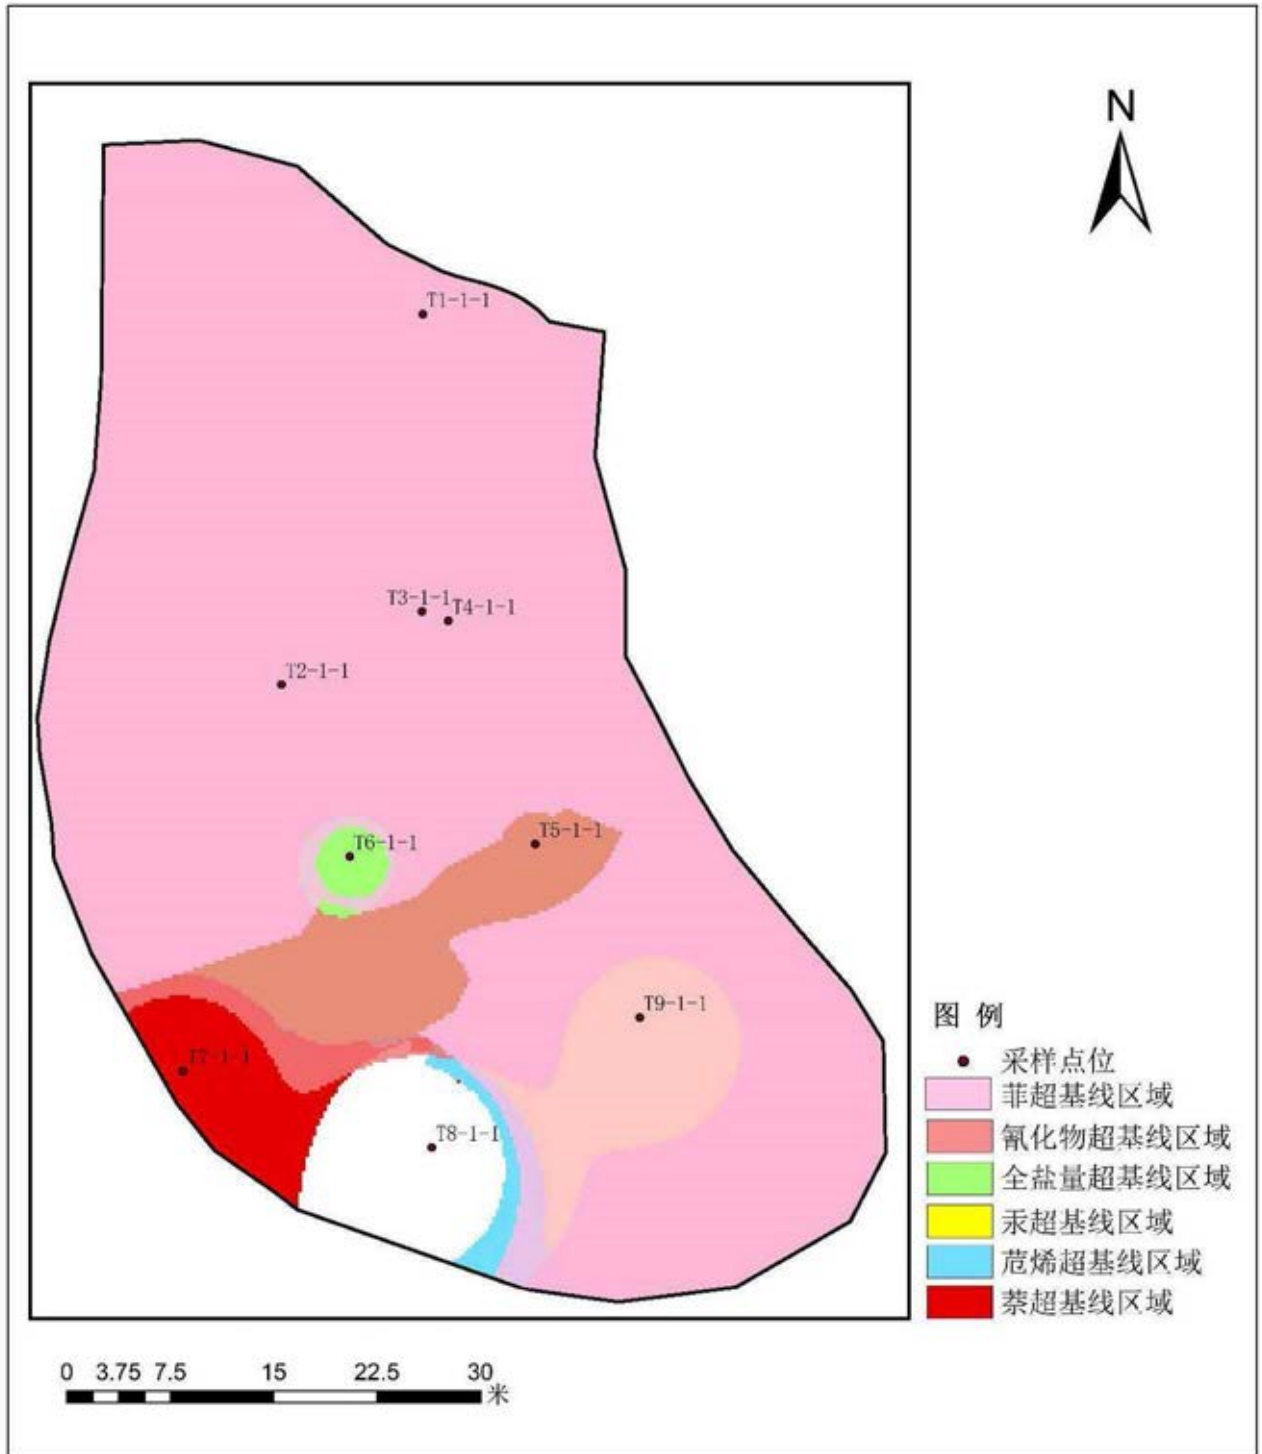 N
T1-1-1
T3-1-1
T4-1-1
T2-1-1
T6-1-1
T5-1-1
T9-1-1
T7-1-1
T8-1-1
图 例
采样点位
菲超基线区域
氰化物超基线区域
全盐量超基线区域
汞超基线区域
苊烯超基线区域
萘超基线区域
0 3.75 7.5 15 22.5 30
米